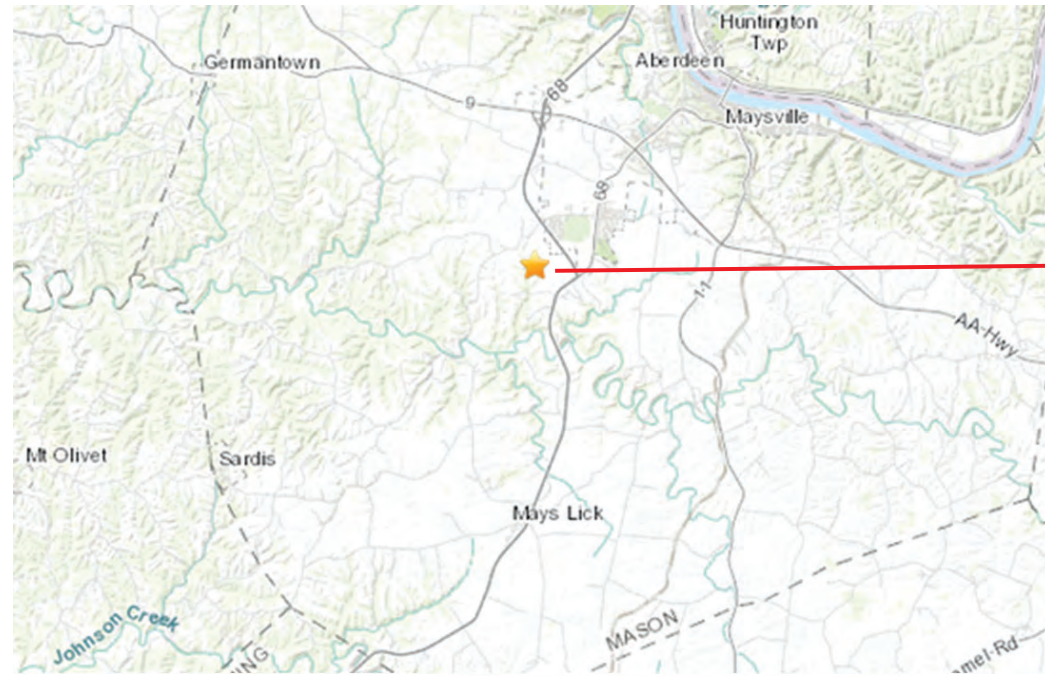 Huntington
Twp
Germantown
Aberdeen
68
9
Maysville
68
11
AA-Hwy
Mt Olivet
Sardis
Mays Lick
Johnson Creek
MASON